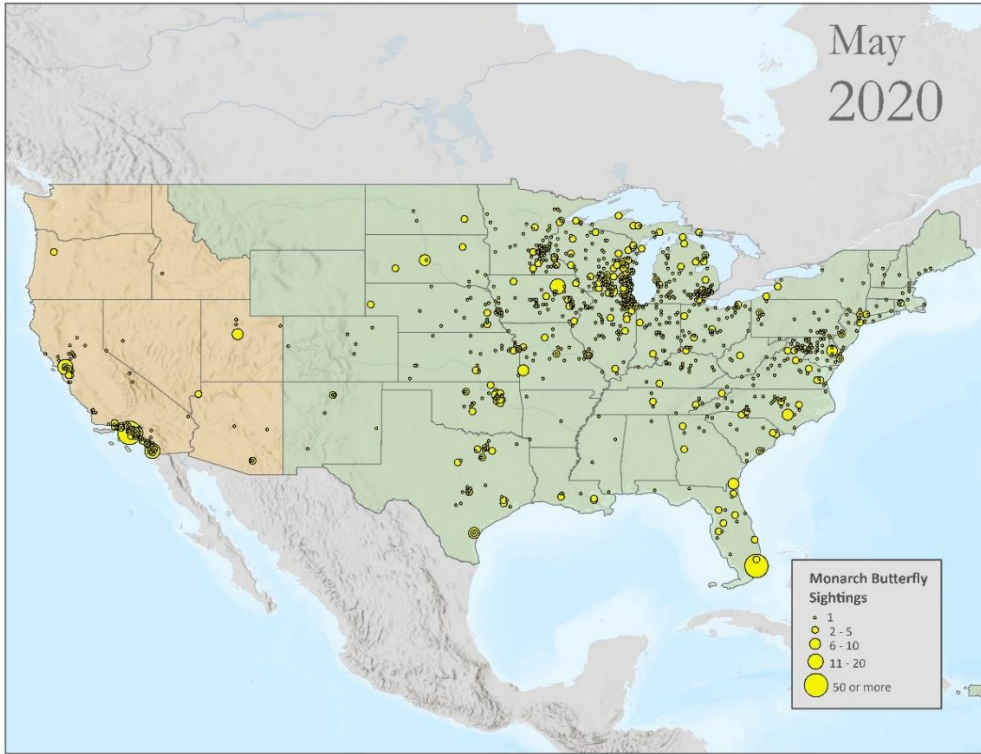 May
2020
Monarch Butterfly
Sightings
1
2 - 5
6 - 10
11 - 20
50 or more